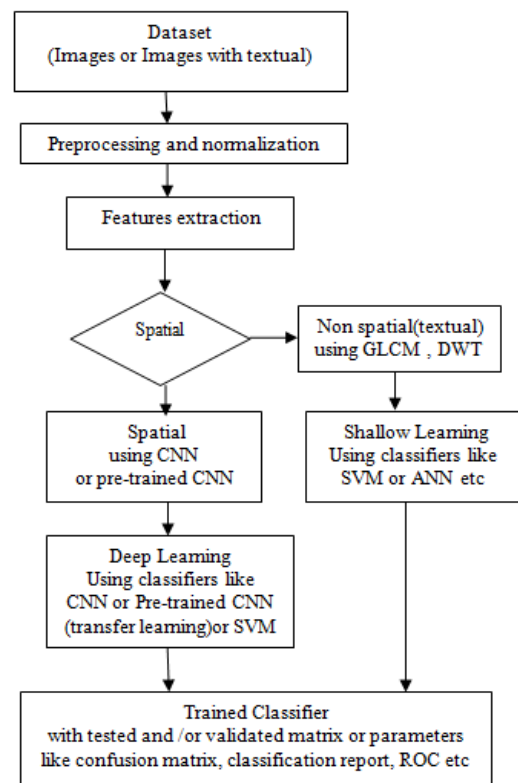 Dataset
(Images or Images with textual)
Preprocessing and normalization
Features extraction
Spatial
Non spatial(textual)
using GLCM , DWT
Spatial
using CNN
or pre-trained CNN
Shallow Learning
Using classifiers like
SVM or ANN etc
Deep Learning
Using classifiers like
CNN or Pre-trained CNN
(transfer learning)or SVM
Trained Classifier
with tested and /or validated matrix or parameters
like confusion matrix, classification report, ROC etc